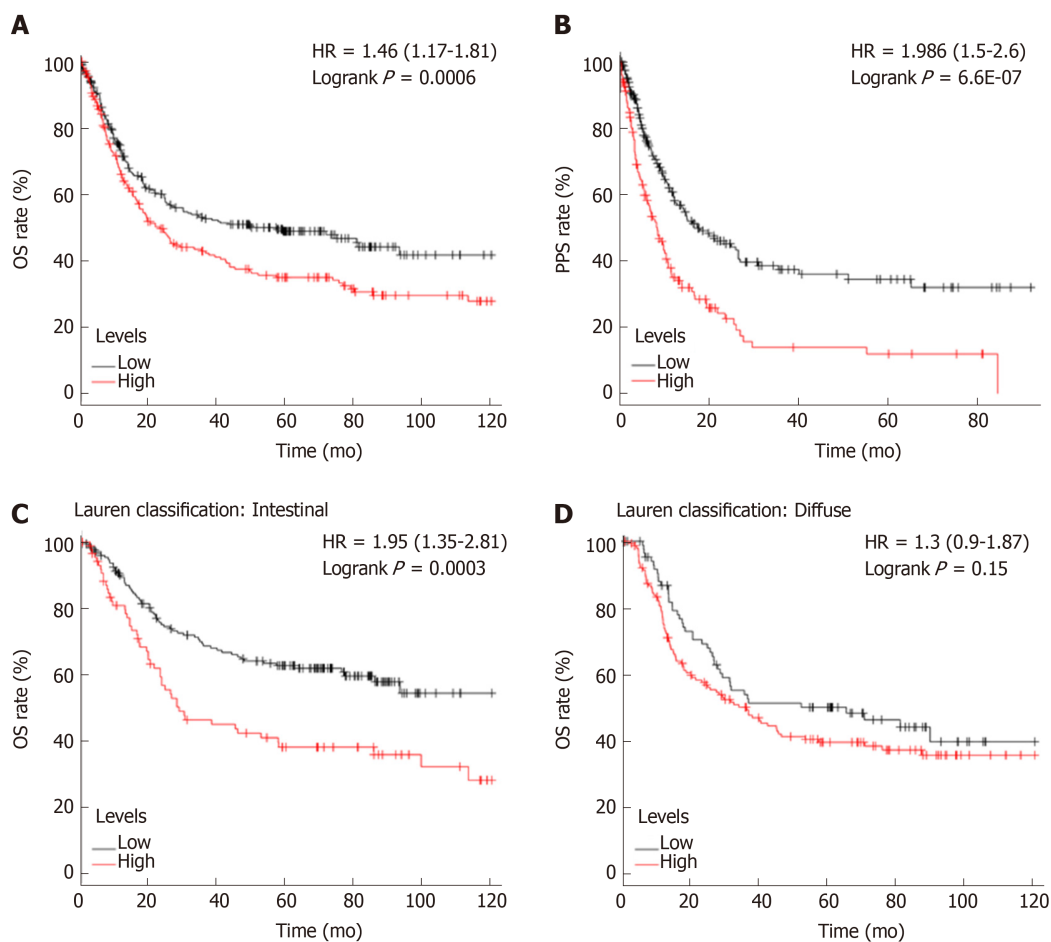 A
HR = 1.46 (1.17-1.81)
Logrank P = 0.0006
OS rate (%)
100
80
60
40
20
0
Levels
Low
High
0 20 40 60 80 100 120
Time (mo)
B
HR = 1.986 (1.5-2.6)
Logrank P = 6.6E-07
PPS rate (%)
100
80
60
40
20
0
Levels
Low
High
0 20 40 60 80
Time (mo)
C
Lauren classification: Intestinal
HR = 1.95 (1.35-2.81)
Logrank P = 0.0003
OS rate (%)
100
80
60
40
20
0
Levels
Low
High
0 20 40 60 80 100 120
Time (mo)
D
Lauren classification: Diffuse
HR = 1.3 (0.9-1.87)
Logrank P = 0.15
OS rate (%)
100
80
60
40
20
0
Levels
Low
High
0 20 40 60 80 100 120
Time (mo)